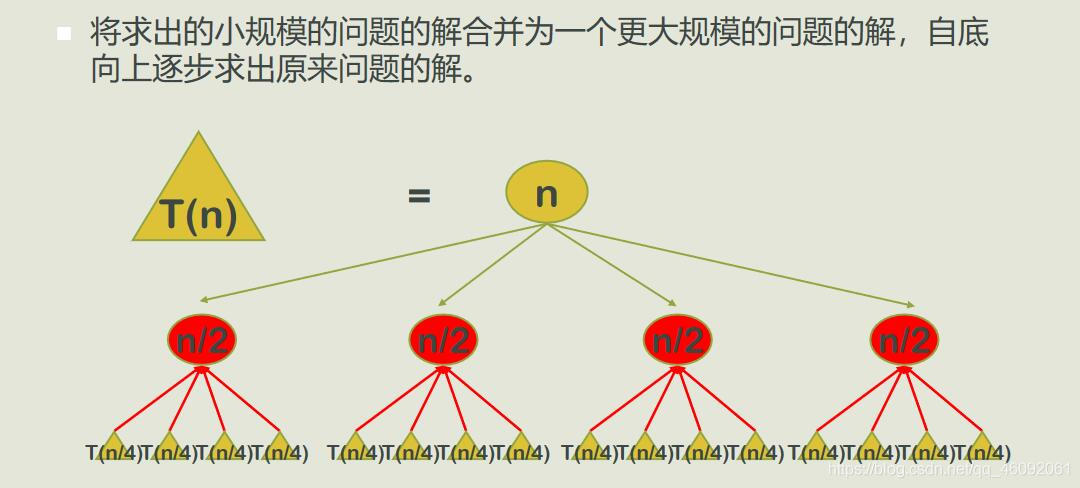 将求出的小规模的问题的解合并为一个更大规模的问题的解，自底
向上逐步求出原来问题的解。
T(n) = n
n/2 n/2 n/2 n/2
T(n/4) T(n/4) T(n/4) T(n/4) T(n/4) T(n/4) T(n/4) T(n/4) T(n/4) T(n/4) T(n/4) T(n/4) T(n/4) T(n/4) T(n/4) T(n/4)
https://blog.csdn.net/qq_46092061